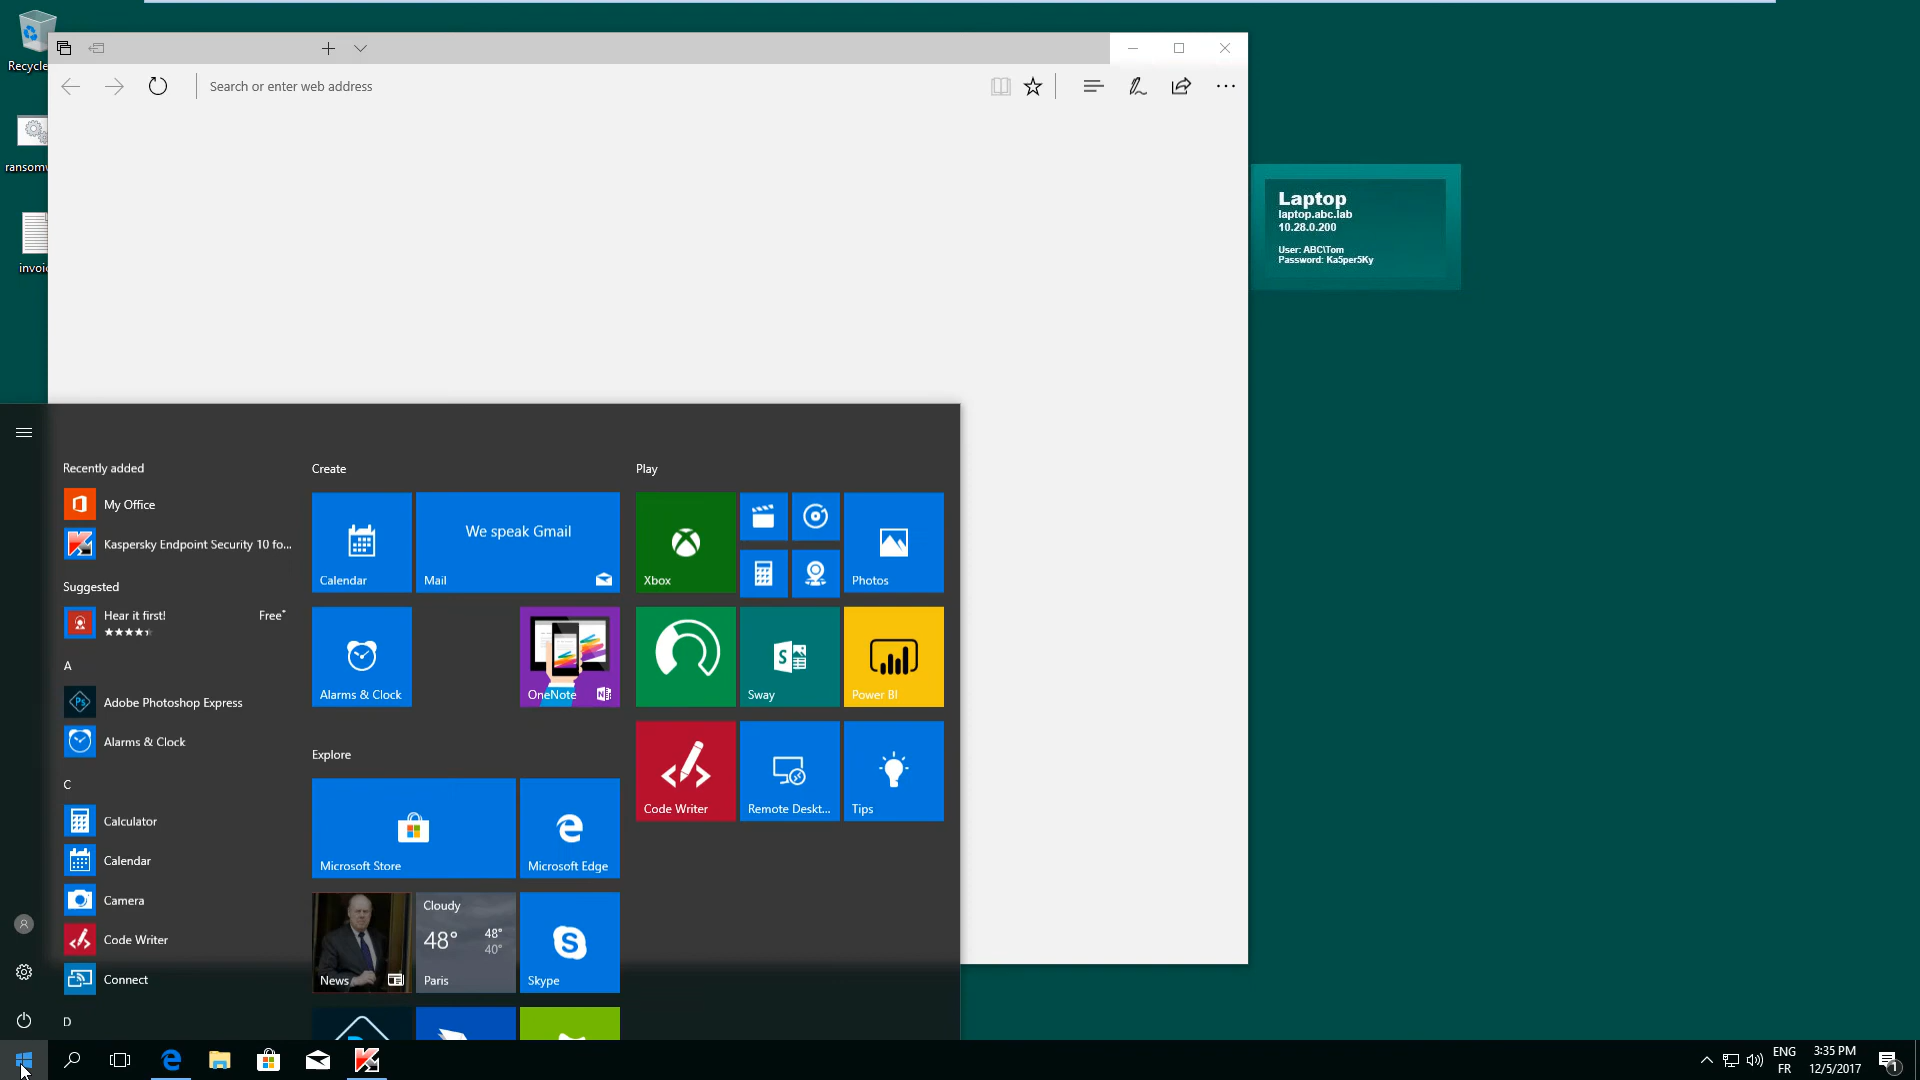 Recycle
ransomw
invoic
Search or enter web address
Laptop
laptop.abc.lab
10.28.0.200
User: ABC\Tom
Password: Ka5per5Ky
Recently added
My Office
Kaspersky Endpoint Security 10 fo...
Suggested
Hear it first!
Free*
A
Adobe Photoshop Express
Alarms & Clock
C
Calculator
Calendar
Camera
Code Writer
Connect
D
Create
Calendar
We speak Gmail
Mail
Alarms & Clock
OneNote
Explore
Microsoft Store
Microsoft Edge
News
Cloudy
48°
48°
40°
Paris
Skype
Play
Xbox
Photos
Sway
Power BI
Code Writer
Remote Deskt...
Tips
ENG
FR
3:35 PM
12/5/2017
1